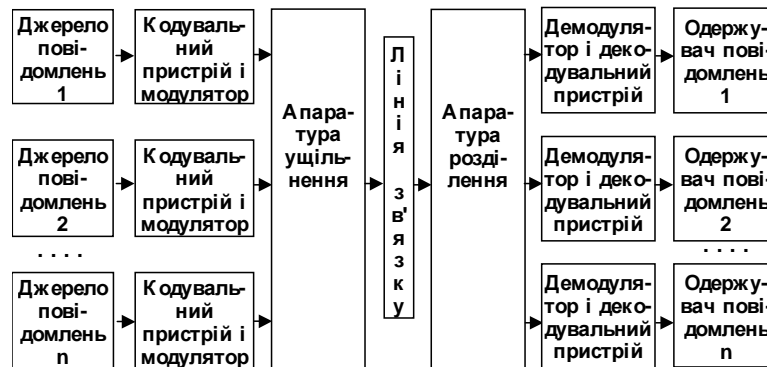 Джерело
пові-
домлень
1
Кодуваль-
ний
пристрій і
модулятор
Апара-
тура
ущіль-
нення
Лінія зв'язку
Апара-
тура
розді-
лення
Демодуля-
тор і деко-
дувальний
пристрій
Одержу-
вач пові-
домлень
1
Джерело
пові-
домлень
2
Кодуваль-
ний
пристрій і
модулятор
Демодуля-
тор і деко-
дувальний
пристрій
Одержу-
вач пові-
домлень
2
. . . .
. . . .
Джерело
пові-
домлень
n
Кодуваль-
ний
пристрій і
модулятор
Демодуля-
тор і деко-
дувальний
пристрій
Одержу-
вач пові-
домлень
n